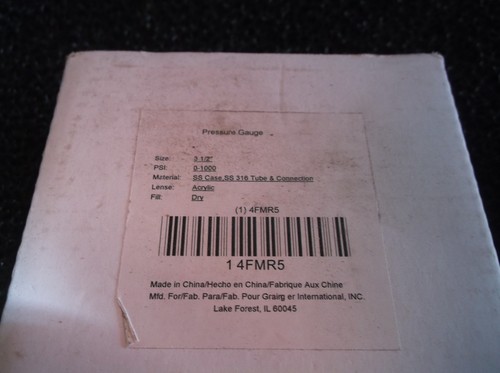 Pressure Gauge
Size: 3 1/2"
PSI: 0-1000
Material: SS Case,SS 316 Tube & Connection
Lense: Acrylic
Fill: Dry
(1) 4FMR5
1 4FMR5
Made in China/Hecho en China/Fabrique Aux Chine
Mfd. For/Fab. Para/Fab. Pour Graing er International, INC.
Lake Forest, IL 60045